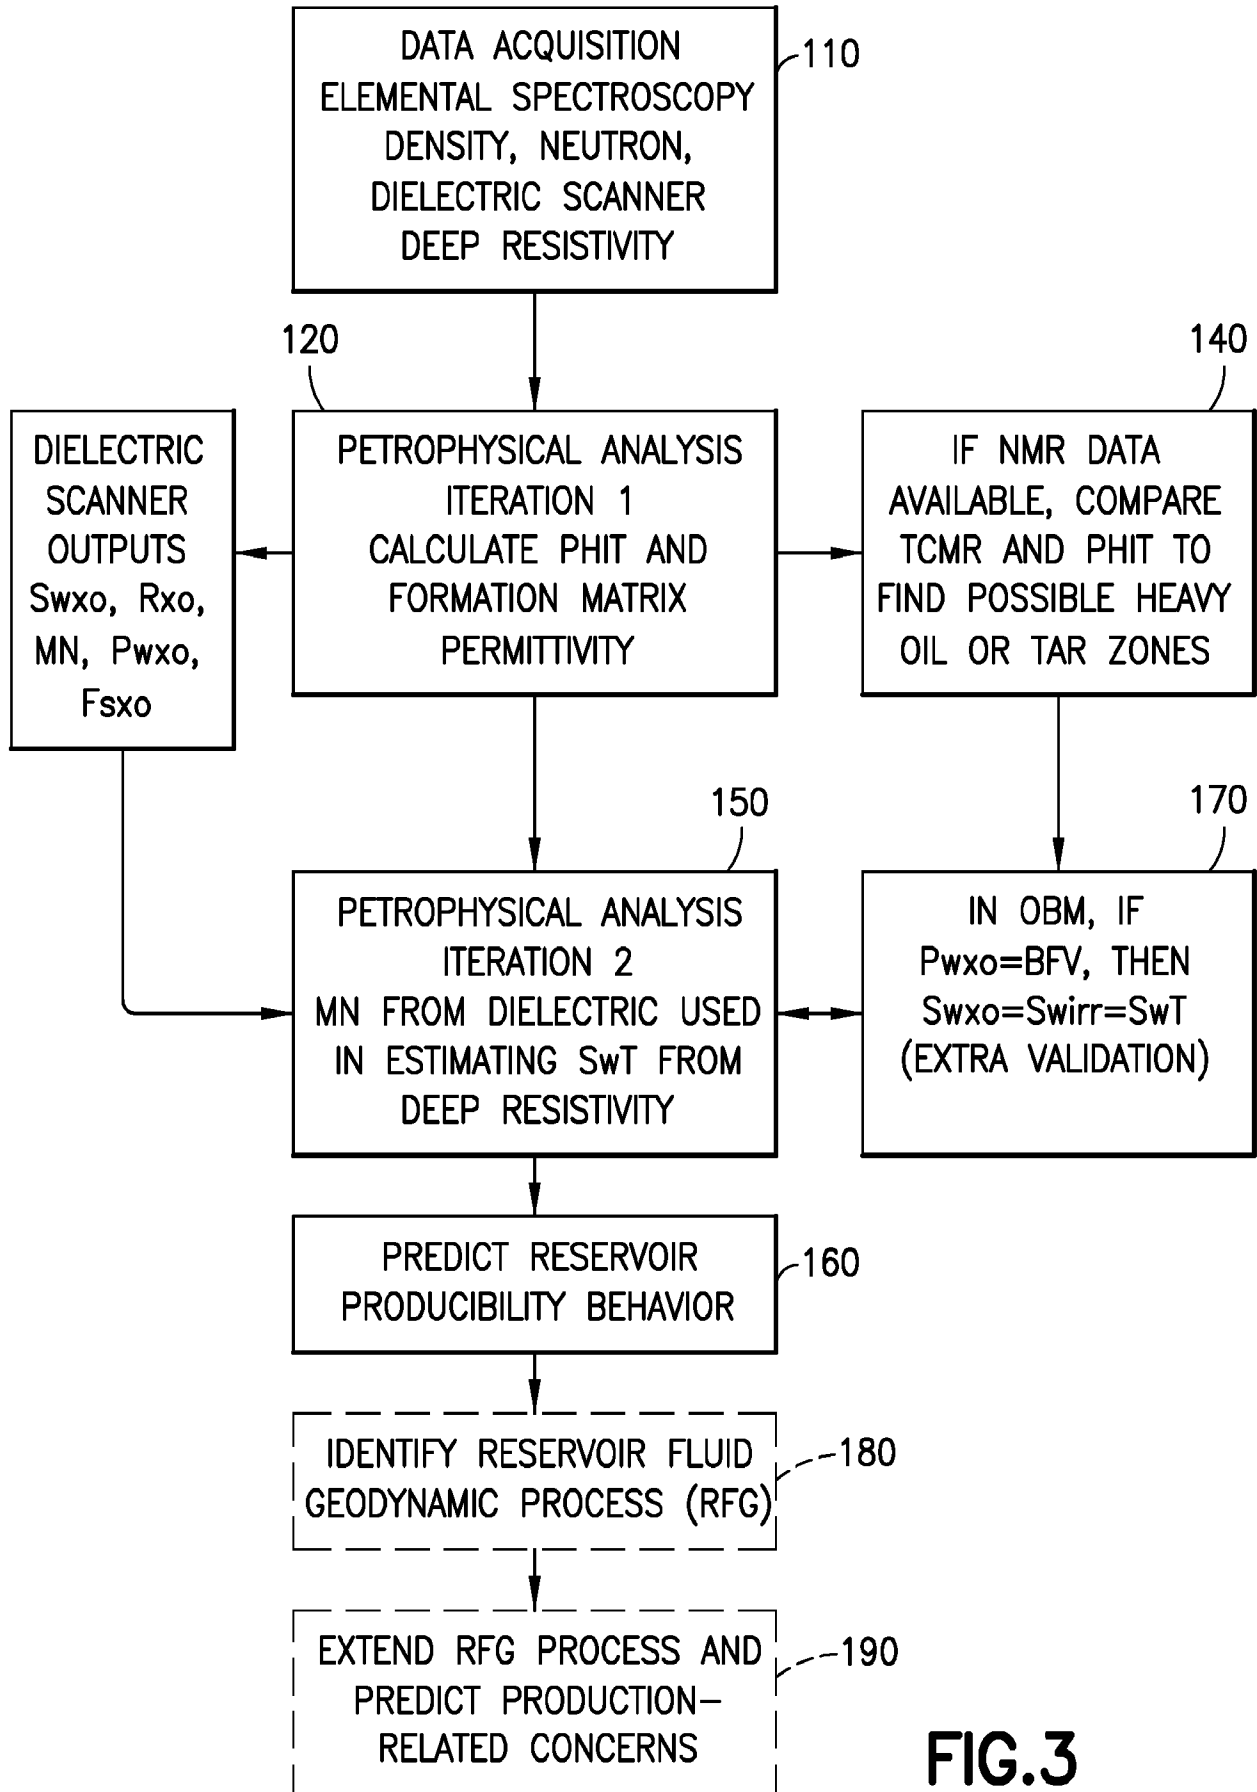 DATA ACQUISITION
ELEMENTAL SPECTROSCOPY
DENSITY, NEUTRON,
DIELECTRIC SCANNER
DEEP RESISTIVITY
110
120
PETROPHYSICAL ANALYSIS
ITERATION 1
CALCULATE PHIT AND
FORMATION MATRIX
PERMITTIVITY
DIELECTRIC
SCANNER
OUTPUTS
Swxo, Rxo,
MN, Pwxo,
Fsxo
140
IF NMR DATA
AVAILABLE, COMPARE
TCMR AND PHIT TO
FIND POSSIBLE HEAVY
OIL OR TAR ZONES
150
PETROPHYSICAL ANALYSIS
ITERATION 2
MN FROM DIELECTRIC USED
IN ESTIMATING SwT FROM
DEEP RESISTIVITY
170
IN OBM, IF
Pwxo=BFV, THEN
Swxo=Swirr=SwT
(EXTRA VALIDATION)
PREDICT RESERVOIR
PRODUCIBILITY BEHAVIOR
160
IDENTIFY RESERVOIR FLUID
GEODYNAMIC PROCESS (RFG)
180
EXTEND RFG PROCESS AND
PREDICT PRODUCTION-
RELATED CONCERNS
190
FIG.3